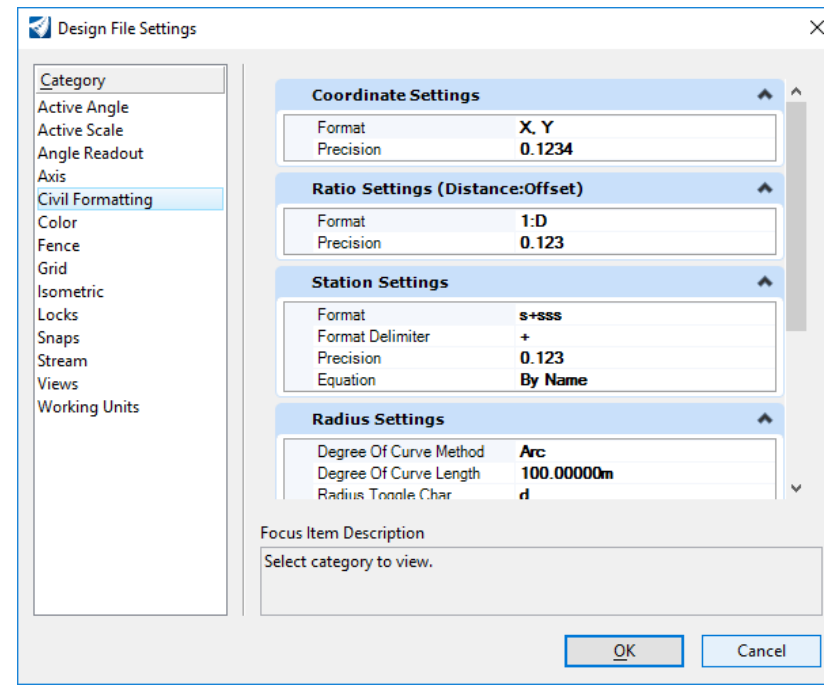 Design File Settings
Category
Active Angle
Active Scale
Angle Readout
Axis
Civil Formatting
Color
Fence
Grid
Isometric
Locks
Snaps
Stream
Views
Working Units
Coordinate Settings
Format X, Y
Precision 0.1234
Ratio Settings (Distance:Offset)
Format 1:D
Precision 0.123
Station Settings
Format s+sss
Format Delimiter +
Precision 0.123
Equation By Name
Radius Settings
Degree Of Curve Method Arc
Degree Of Curve Length 100.00000m
Radius Toggle Char d
Focus Item Description
Select category to view.
OK Cancel